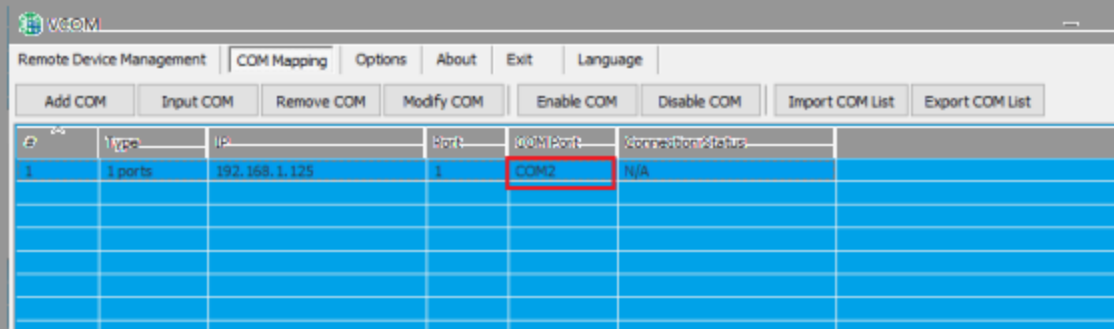 VCOM
Remote Device Management COM Mapping Options About Exit Language
Add COM Input COM Remove COM Modify COM Enable COM Disable COM Import COM List Export COM List
# Type IP Port COM Port Connection Status
1 1 ports 192.168.1.125 1 COM2 N/A